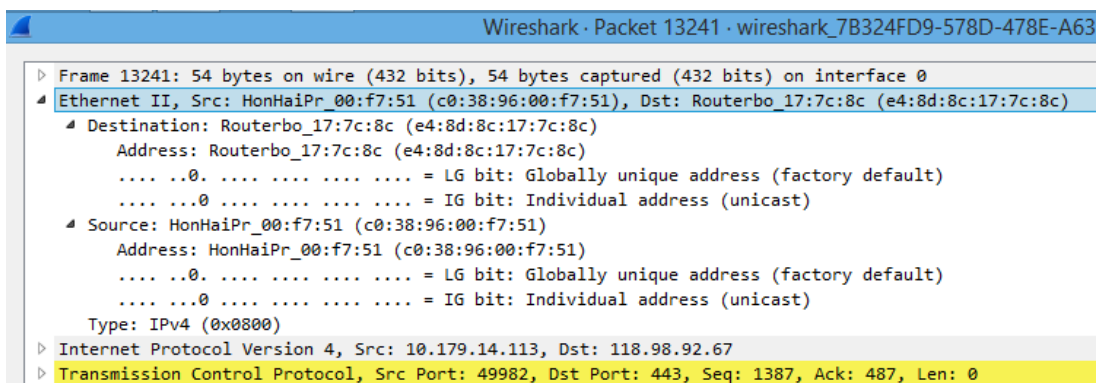 Wireshark · Packet 13241 · wireshark_7B324FD9-578D-478E-A63
Frame 13241: 54 bytes on wire (432 bits), 54 bytes captured (432 bits) on interface 0
Ethernet II, Src: HonHaiPr_00:f7:51 (c0:38:96:00:f7:51), Dst: Routerbo_17:7c:8c (e4:8d:8c:17:7c:8c)
Destination: Routerbo_17:7c:8c (e4:8d:8c:17:7c:8c)
Address: Routerbo_17:7c:8c (e4:8d:8c:17:7c:8c)
.... ..0. .... .... .... .... = LG bit: Globally unique address (factory default)
.... ...0 .... .... .... .... = IG bit: Individual address (unicast)
Source: HonHaiPr_00:f7:51 (c0:38:96:00:f7:51)
Address: HonHaiPr_00:f7:51 (c0:38:96:00:f7:51)
.... ..0. .... .... .... .... = LG bit: Globally unique address (factory default)
.... ...0 .... .... .... .... = IG bit: Individual address (unicast)
Type: IPv4 (0x0800)
Internet Protocol Version 4, Src: 10.179.14.113, Dst: 118.98.92.67
Transmission Control Protocol, Src Port: 49982, Dst Port: 443, Seq: 1387, Ack: 487, Len: 0